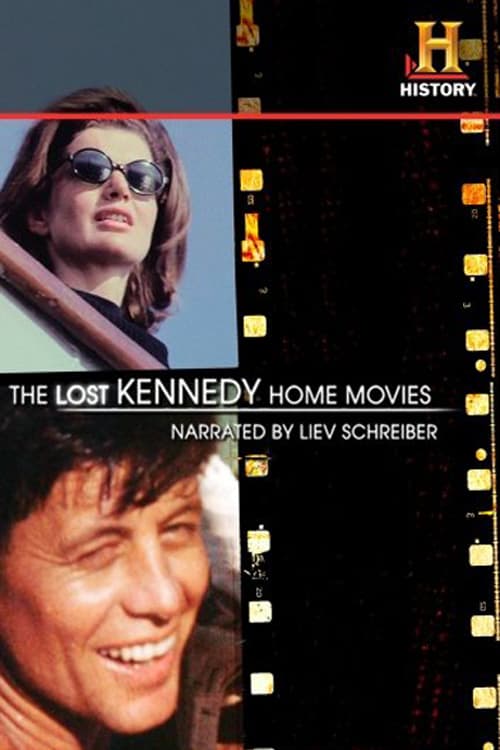 H
HISTORY
THE LOST KENNEDY HOME MOVIES
NARRATED BY LIEV SCHREIBER